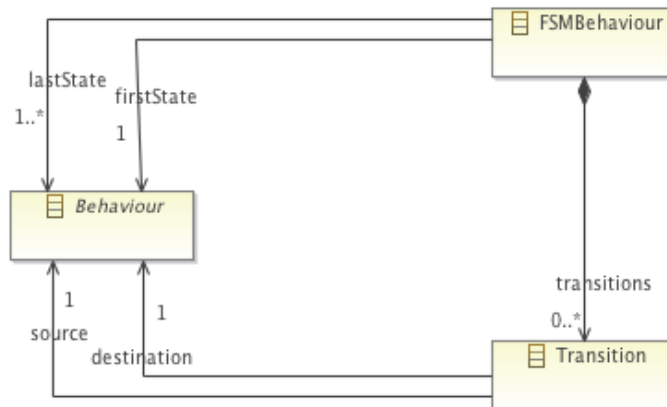 FSMBehaviour
lastState
firstState
1..*
1
Behaviour
transitions
1
1
source
0..*
destination
Transition